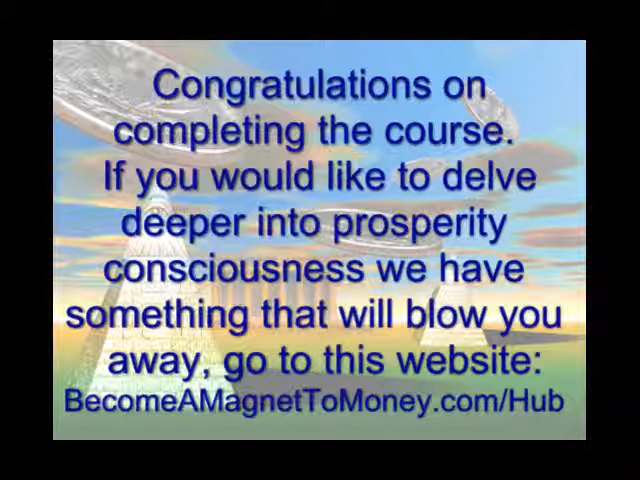 Congratulations on
completing the course.
If you would like to delve
deeper into prosperity
consciousness we have
something that will blow you
away, go to this website:
BecomeAMagnetToMoney.com/Hub